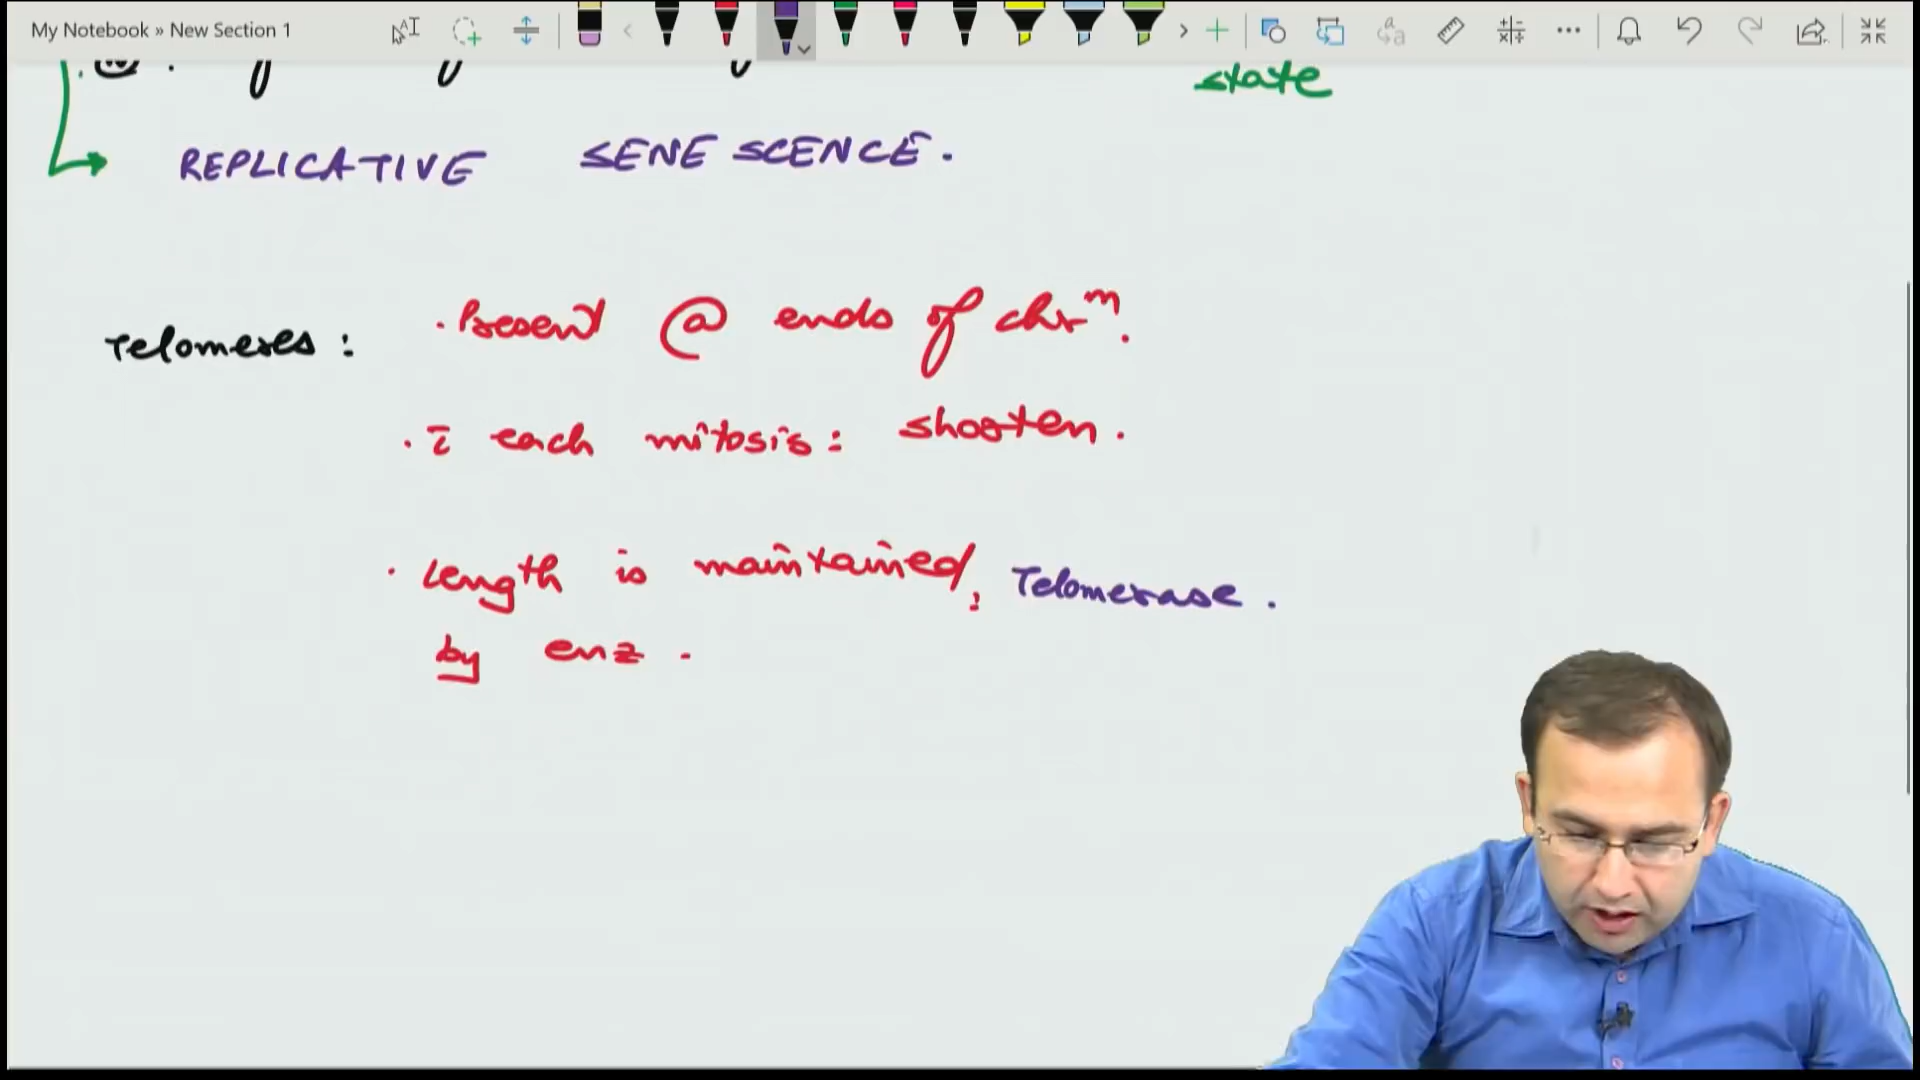 My Notebook » New Section 1
state
REPLICATIVE SENESCENCE.
Telomeres :
. Present @ ends of chrᵐ.
. c̄ each mitosis : shorten.
. Length is maintained : Telomerase.
by enz .